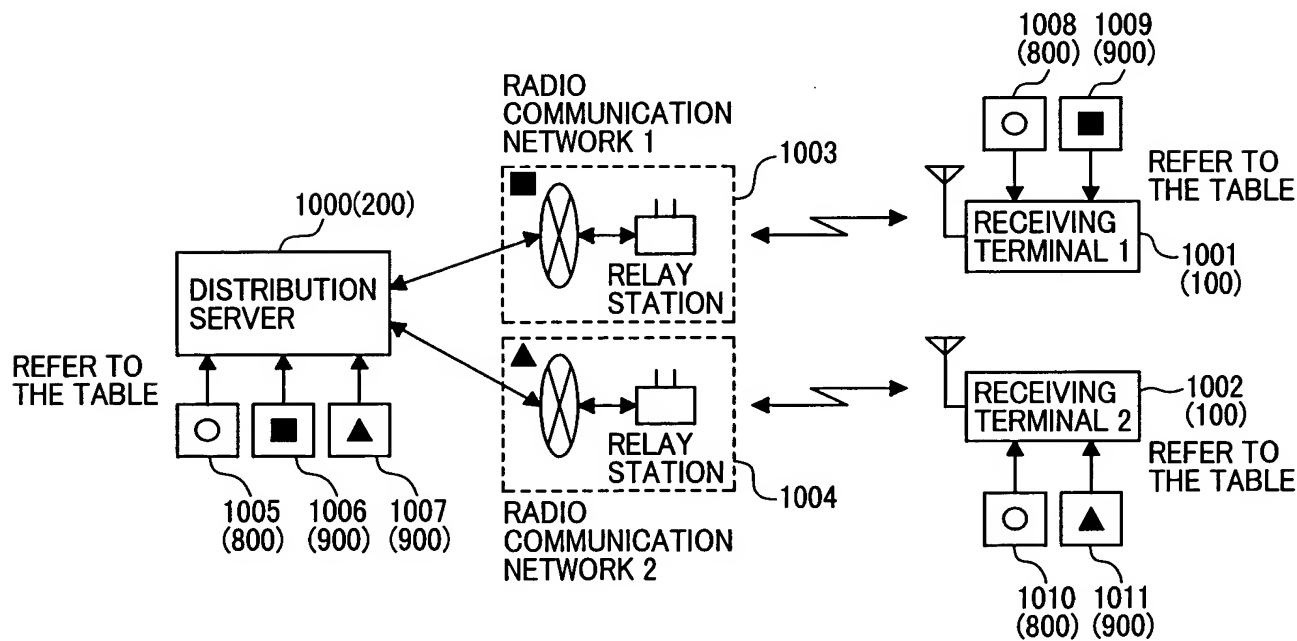 1008
(800)
1009
(900)
RADIO
COMMUNICATION
NETWORK 1
1003
REFER TO
THE TABLE
1000(200)
RECEIVING
TERMINAL 1
RELAY
STATION
1001
(100)
DISTRIBUTION
SERVER
REFER TO
THE TABLE
RECEIVING
TERMINAL 2
1002
(100)
RELAY
STATION
REFER TO
THE TABLE
1004
1005
(800)
1006
(900)
1007
(900)
RADIO
COMMUNICATION
NETWORK 2
1010
(800)
1011
(900)